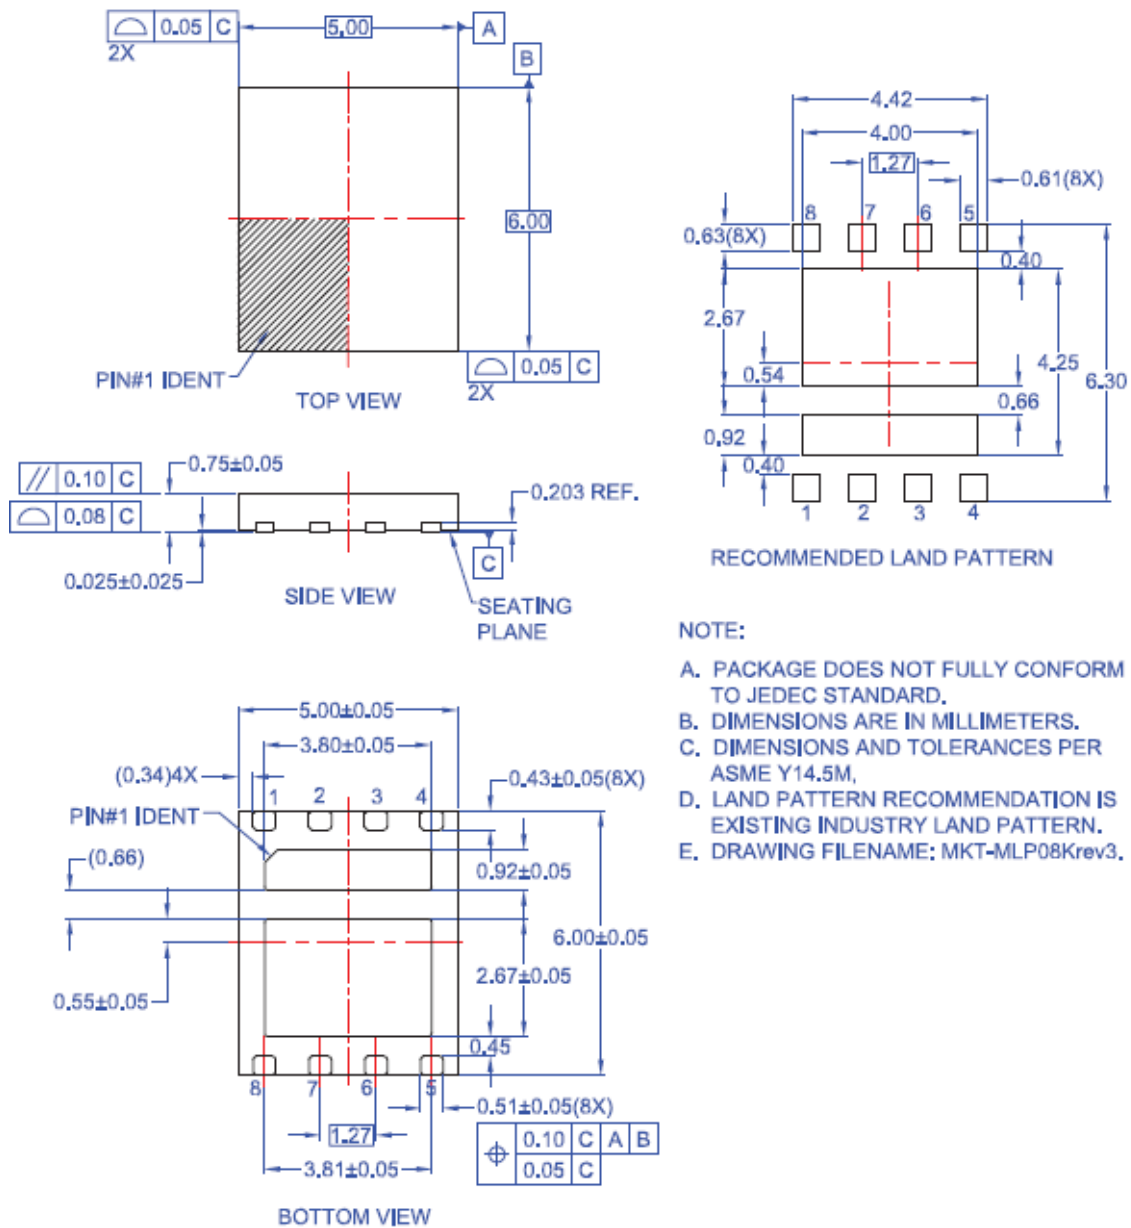 0.05 C
2X
5.00
A
B
6.00
PIN#1 IDENT
0.05 C
2X
TOP VIEW
// 0.10 C
0.08 C
0.75±0.05
0.203 REF.
C
0.025±0.025
SIDE VIEW
SEATING
PLANE
4.42
4.00
1.27
0.61(8X)
8 7 6 5
0.63(8X)
0.40
2.67
0.54
4.25
6.30
0.66
0.92
0.40
1 2 3 4
RECOMMENDED LAND PATTERN
NOTE:
A. PACKAGE DOES NOT FULLY CONFORM
TO JEDEC STANDARD.
B. DIMENSIONS ARE IN MILLIMETERS.
C. DIMENSIONS AND TOLERANCES PER
ASME Y14.5M.
D. LAND PATTERN RECOMMENDATION IS
EXISTING INDUSTRY LAND PATTERN.
E. DRAWING FILENAME: MKT-MLP08Krev3.
5.00±0.05
3.80±0.05
(0.34)4X
0.43±0.05(8X)
1 2 3 4
PIN#1 IDENT
(0.66)
0.92±0.05
6.00±0.05
2.67±0.05
0.55±0.05
0.45
8 7 6 5
0.51±0.05(8X)
1.27
0.10 C A B
0.05 C
3.81±0.05
BOTTOM VIEW